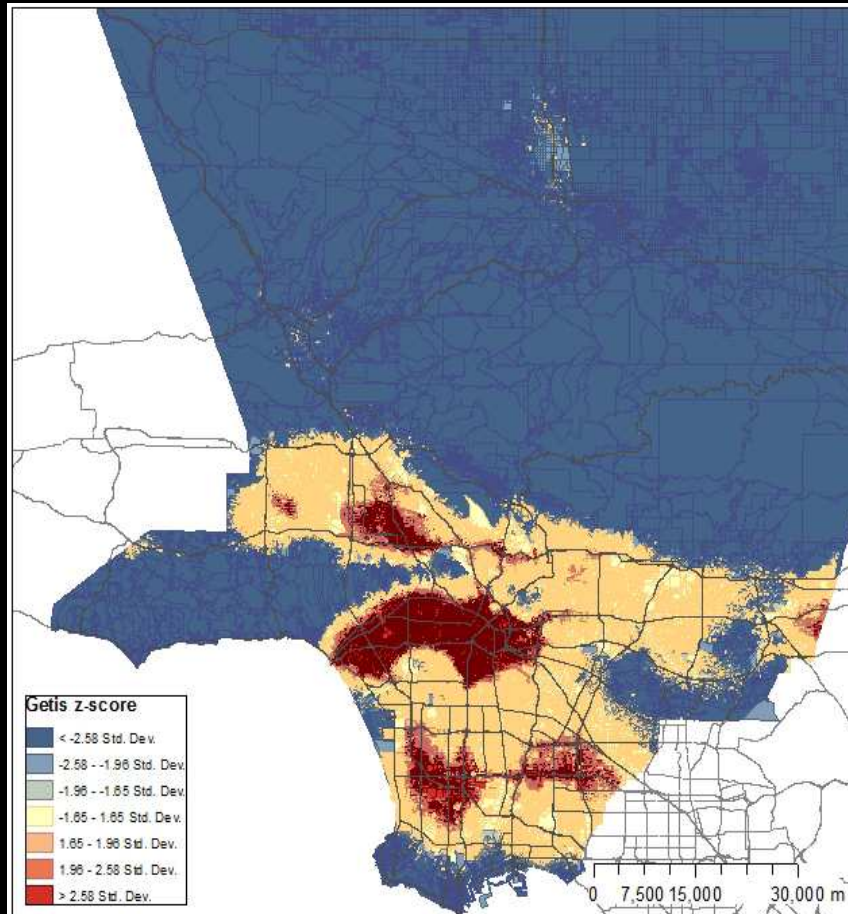 Getis z-score
< -2.58 Std. Dev.
-2.58 - -1.96 Std. Dev.
-1.96 - -1.65 Std. Dev.
-1.65 - 1.65 Std. Dev.
1.65 - 1.96 Std. Dev.
1.96 - 2.58 Std. Dev.
> 2.58 Std. Dev.
0 7,500 15,000 30,000 m